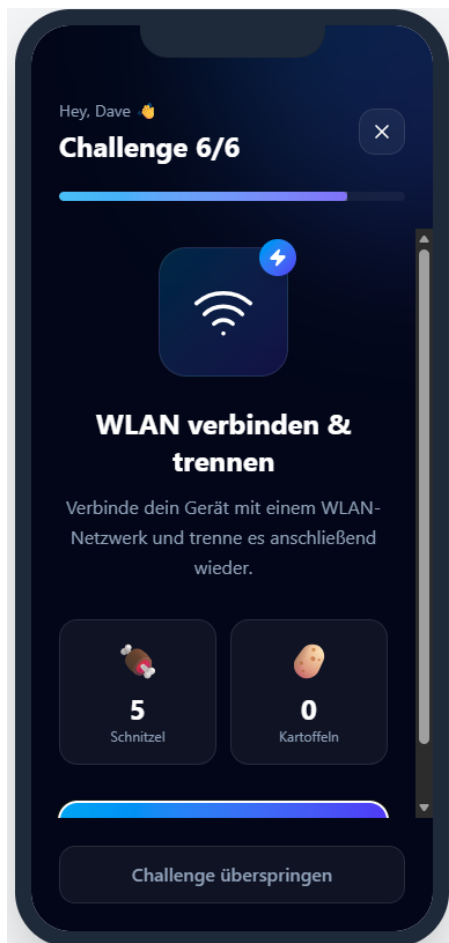 Hey, Dave 👋
Challenge 6/6
WLAN verbinden &
trennen
Verbinde dein Gerät mit einem WLAN-
Netzwerk und trenne es anschließend
wieder.
5
Schnitzel
0
Kartoffeln
Challenge überspringen